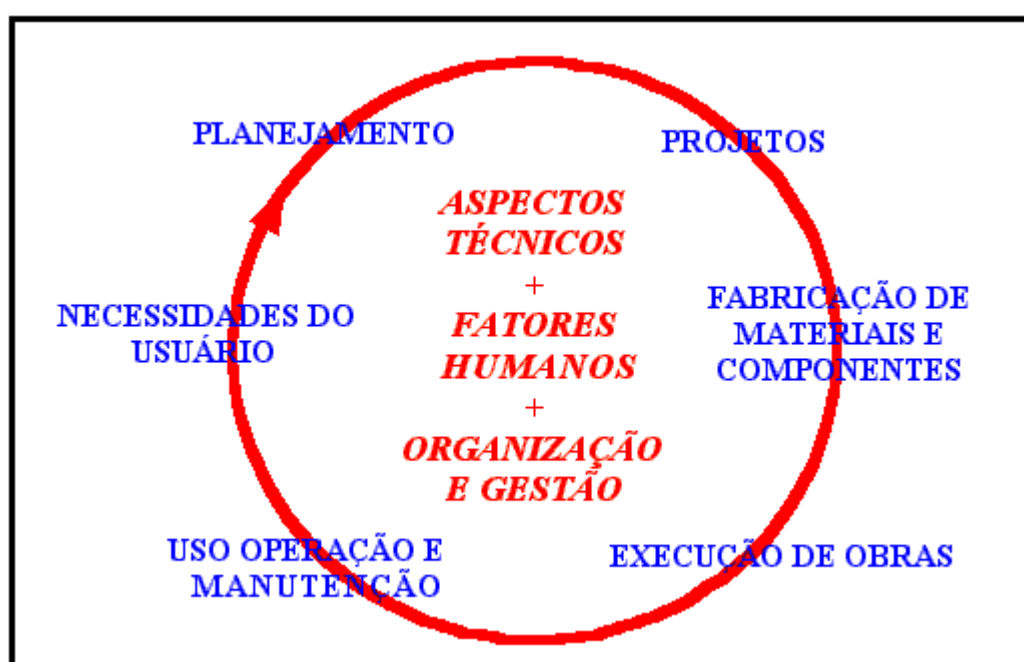 PLANEJAMENTO
PROJETOS
ASPECTOS
TÉCNICOS
+
FATORES
HUMANOS
+
ORGANIZAÇÃO
E GESTÃO
FABRICAÇÃO DE
MATERIAIS E
COMPONENTES
NECESSIDADES DO
USUÁRIO
USO OPERAÇÃO E
MANUTENÇÃO
EXECUÇÃO DE OBRAS